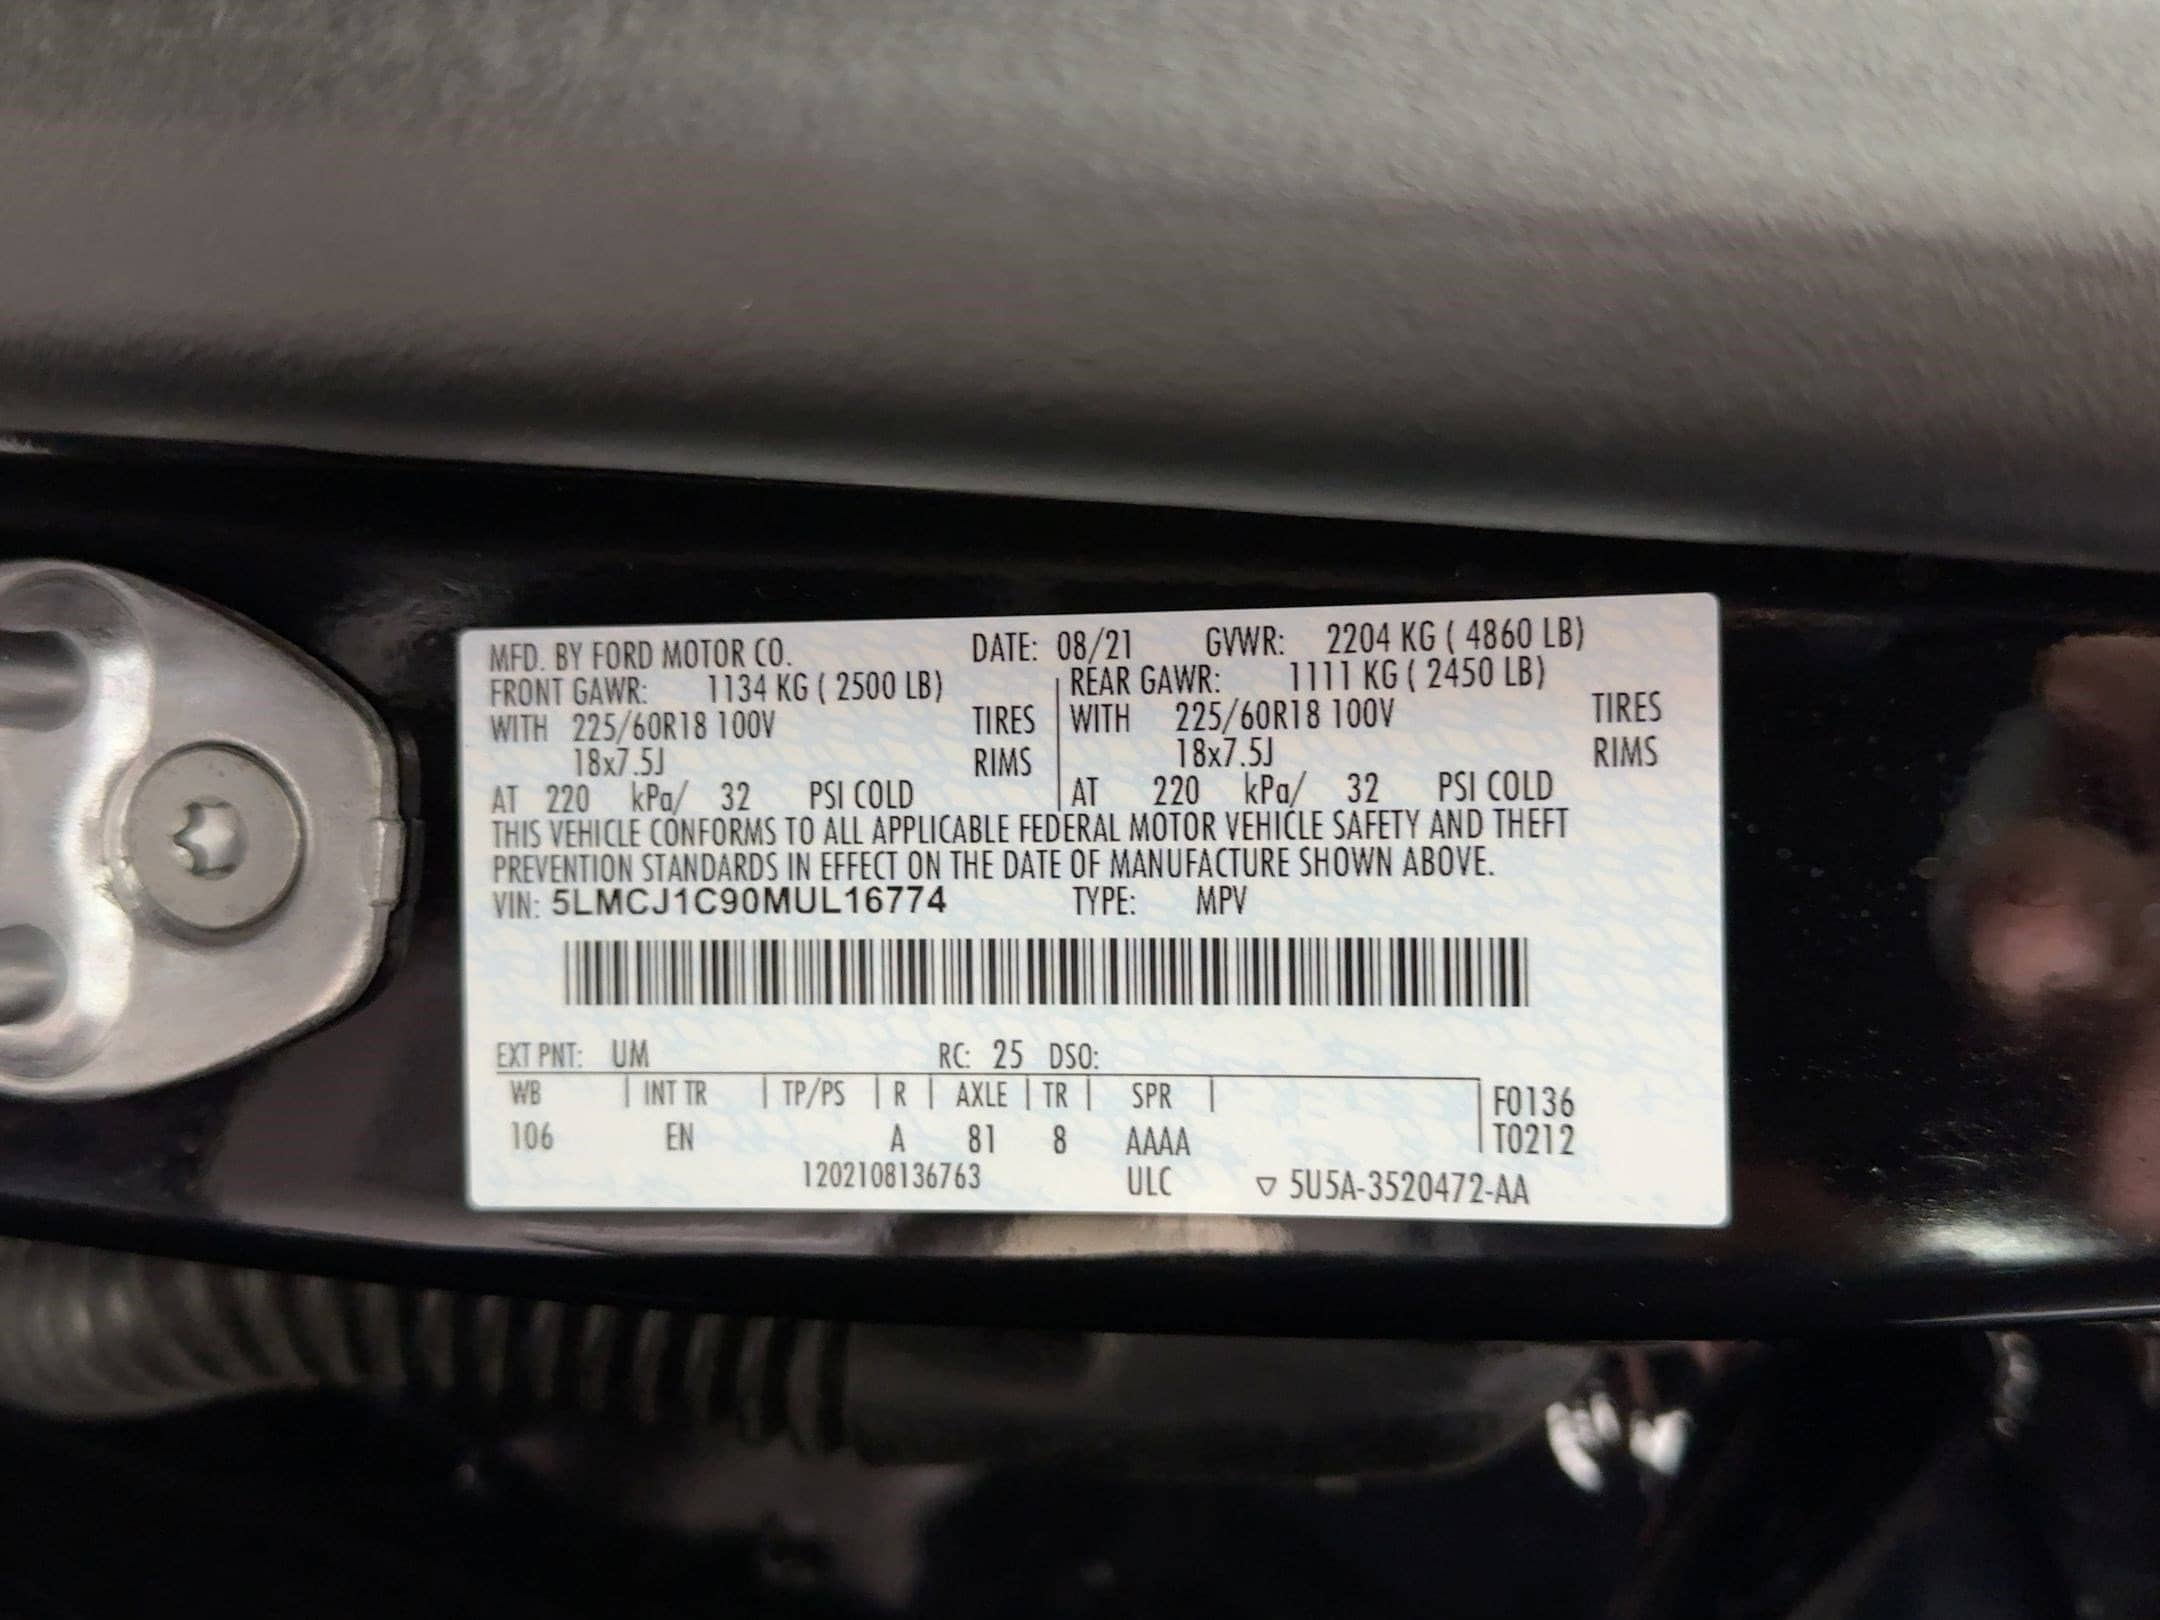 MFD. BY FORD MOTOR CO. DATE: 08/21 GVWR: 2204 KG ( 4860 LB)
FRONT GAWR: 1134 KG ( 2500 LB) REAR GAWR: 1111 KG ( 2450 LB)
WITH 225/60R18 100V TIRES WITH 225/60R18 100V TIRES
18x7.5J RIMS 18x7.5J RIMS
AT 220 kPa/ 32 PSI COLD AT 220 kPa/ 32 PSI COLD
THIS VEHICLE CONFORMS TO ALL APPLICABLE FEDERAL MOTOR VEHICLE SAFETY AND THEFT
PREVENTION STANDARDS IN EFFECT ON THE DATE OF MANUFACTURE SHOWN ABOVE.
VIN: 5LMCJ1C90MUL16774 TYPE: MPV
EXT PNT: UM RC: 25 DSO:
WB INT TR TP/PS R AXLE TR SPR F0136
106 EN A 81 8 AAAA T0212
1202108136763 ULC ▽ 5U5A-3520472-AA